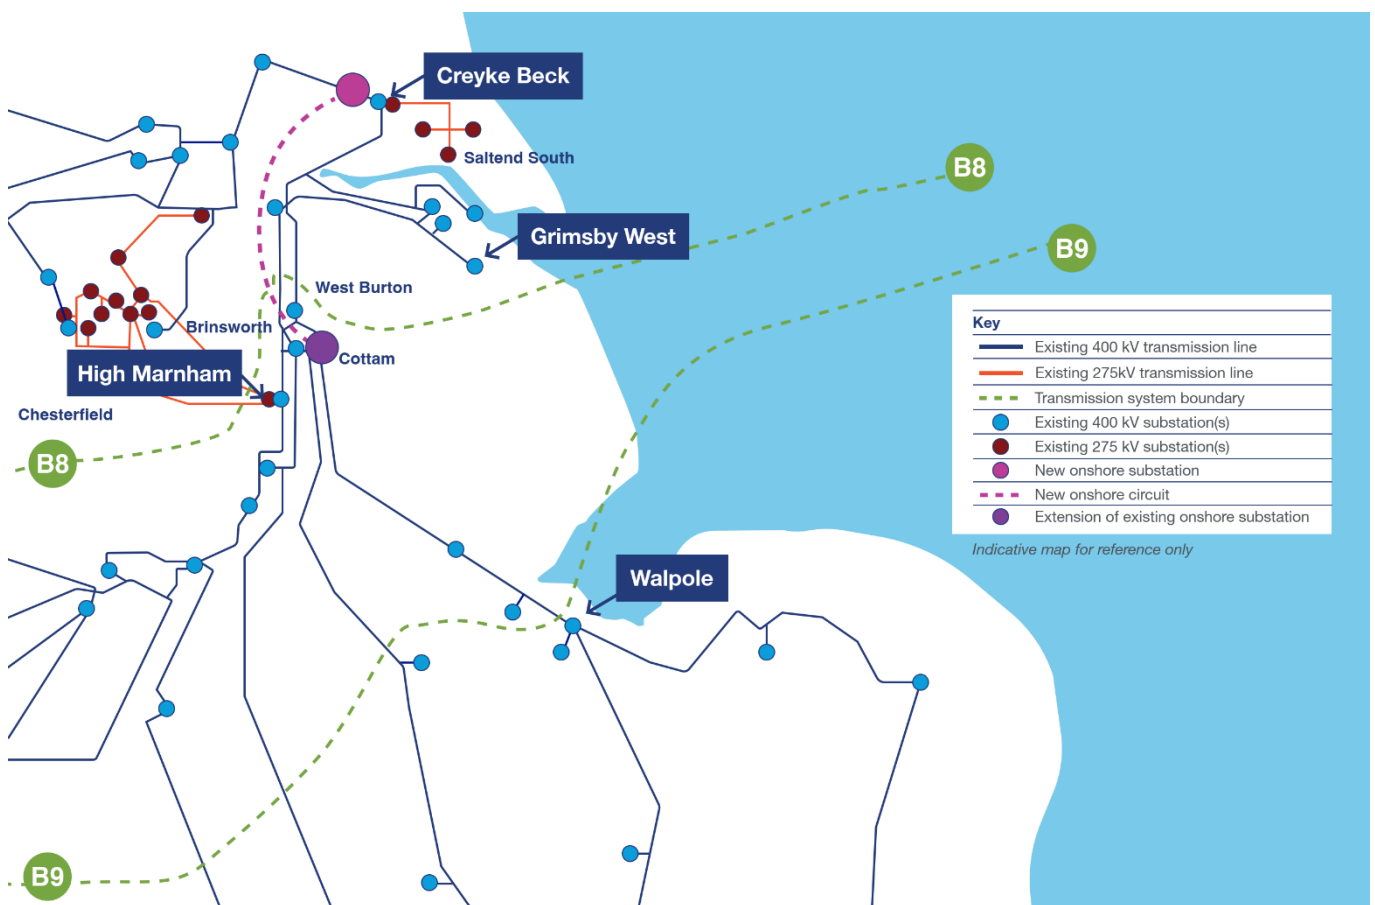 Creyke Beck
Saltend South
B8
Grimsby West
B9
West Burton
Brinsworth
Cottam
High Marnham
Chesterfield
B8
Key
Existing 400 kV transmission line
Existing 275kV transmission line
Transmission system boundary
Existing 400 kV substation(s)
Existing 275 kV substation(s)
New onshore substation
New onshore circuit
Extension of existing onshore substation
Indicative map for reference only
Walpole
B9